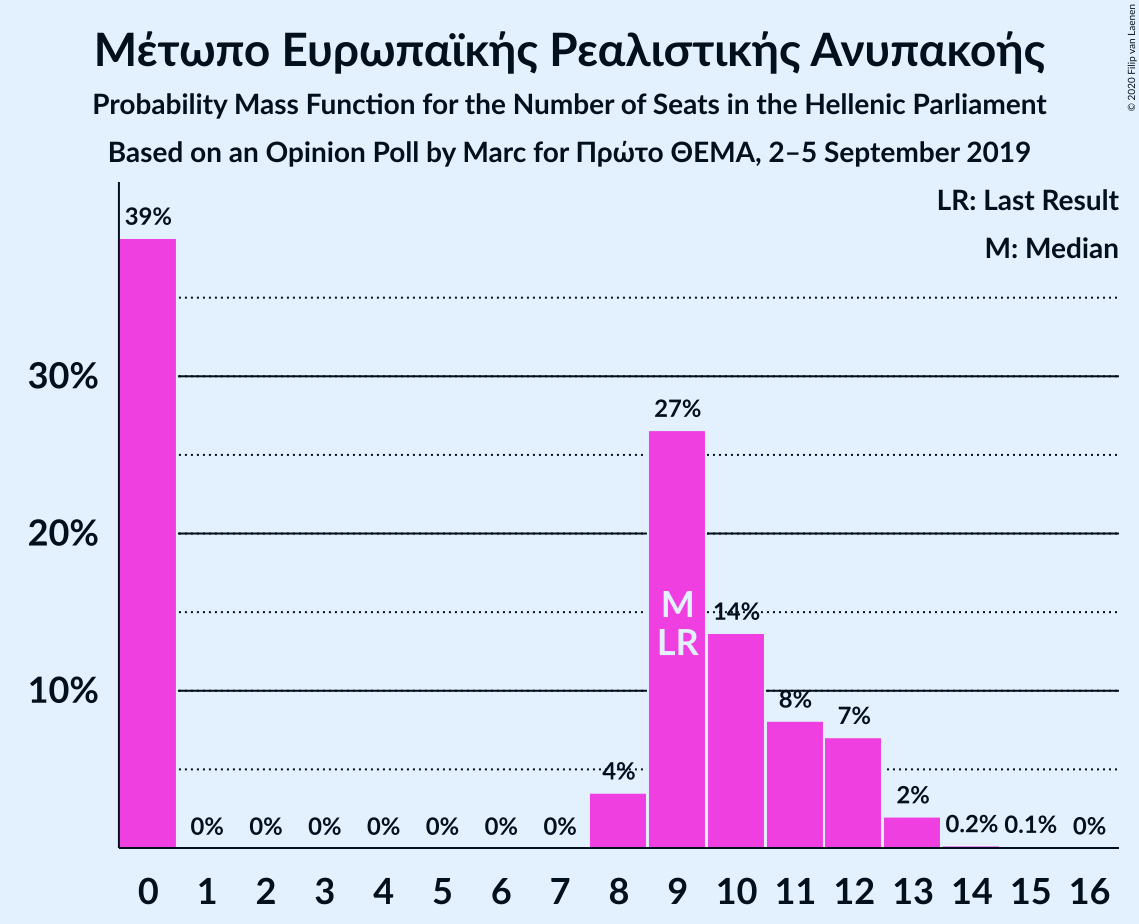 Μέτωπο Ευρωπαϊκής Ρεαλιστικής Ανυπακοής
Probability Mass Function for the Number of Seats in the Hellenic Parliament
Based on an Opinion Poll by Marc for Πρώτο ΘΕΜΑ, 2–5 September 2019
© 2020 Filip van Laenen
LR: Last Result
M: Median
39%
30%
27%
20%
M
LR
14%
10%
8%
7%
4%
2%
0% 0% 0% 0% 0% 0% 0% 0.2% 0.1% 0%
0 1 2 3 4 5 6 7 8 9 10 11 12 13 14 15 16